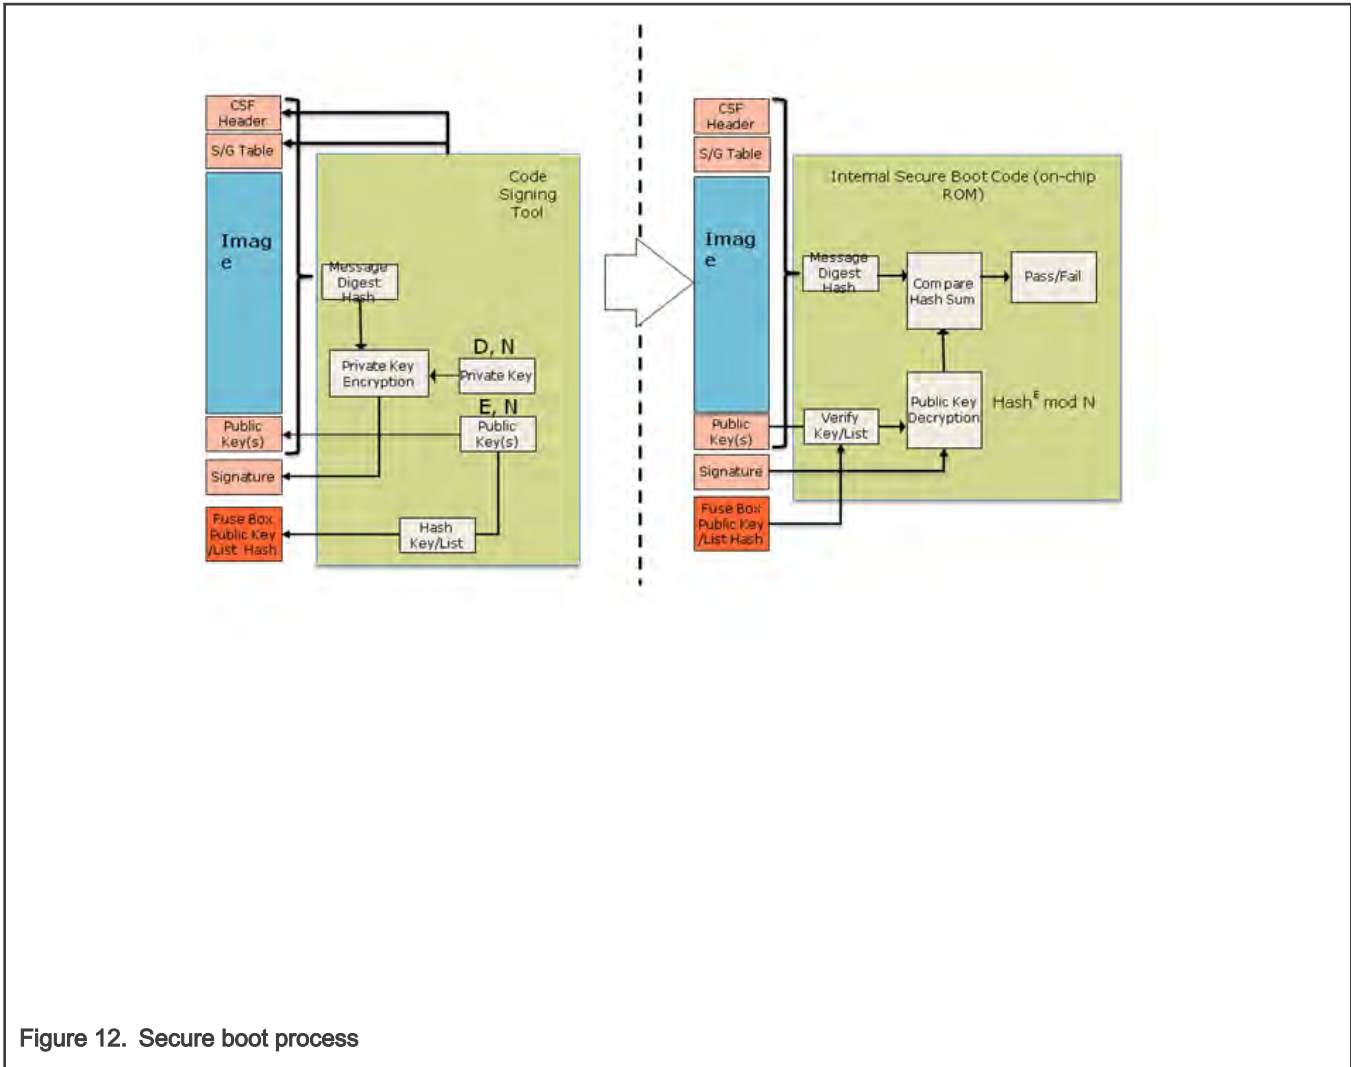 CSF
Header
S/G Table
Imag
e
Public
Key(s)
Signature
Fuse Box
Public Key
/List Hash
Code
Signing
Tool
Message
Digest
Hash
Private Key
Encryption
D, N
Private Key
E, N
Public
Key(s)
Hash
Key/List
CSF
Header
S/G Table
Imag
e
Public
Key(s)
Signature
Fuse Box
Public Key
/List Hash
Internal Secure Boot Code (on-chip
ROM)
Message
Digest
Hash
Compare
Hash Sum
Pass/Fail
Verify
Key/List
Public Key
Decryption
Hash^E mod N
Figure 12. Secure boot process